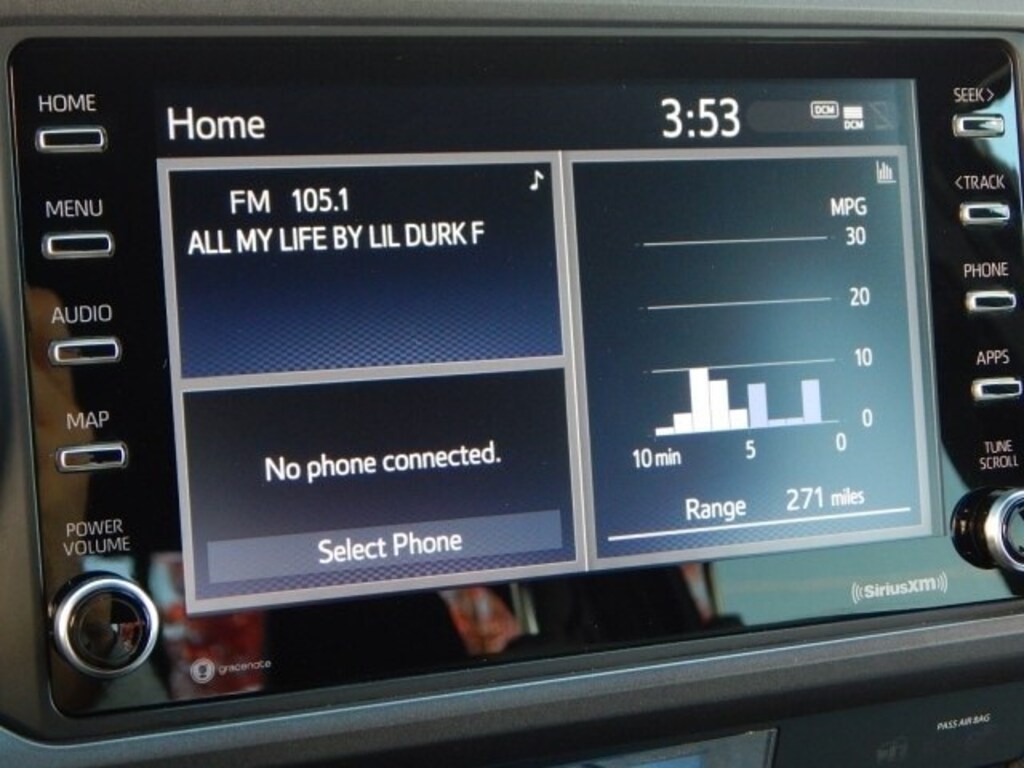 HOME
MENU
AUDIO
MAP
POWER
VOLUME
Home
3:53
DCM
DCM
FM 105.1
ALL MY LIFE BY LIL DURK F
No phone connected.
Select Phone
MPG
30
20
10
0
10 min 5 0
Range 271 miles
SEEK>
<TRACK
PHONE
APPS
TUNE
SCROLL
gracenote
((SiriusXM))
PASS AIR BAG